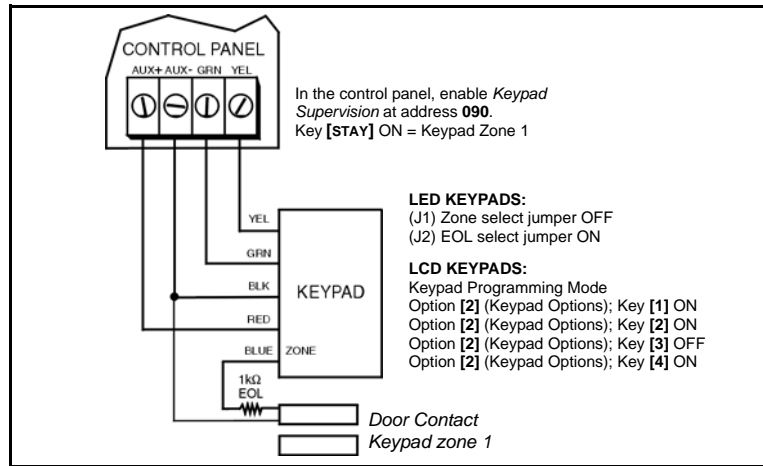 CONTROL PANEL
AUX+ AUX- GRN YEL
In the control panel, enable Keypad
Supervision at address 090.
Key [STAY] ON = Keypad Zone 1
LED KEYPADS:
(J1) Zone select jumper OFF
(J2) EOL select jumper ON
LCD KEYPADS:
Keypad Programming Mode
Option [2] (Keypad Options); Key [1] ON
Option [2] (Keypad Options); Key [2] ON
Option [2] (Keypad Options); Key [3] OFF
Option [2] (Keypad Options); Key [4] ON
YEL
GRN
BLK
KEYPAD
RED
BLUE ZONE
1kΩ
EOL
Door Contact
Keypad zone 1